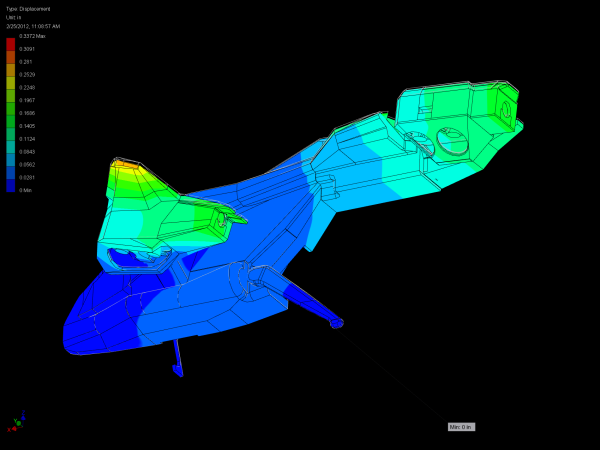 Type: Displacement
Unit: in
2/25/2012, 11:08:57 AM
0.3372 Max
0.3091
0.281
0.2529
0.2248
0.1967
0.1686
0.1405
0.1124
0.0843
0.0562
0.0281
0 Min
Min: 0 in